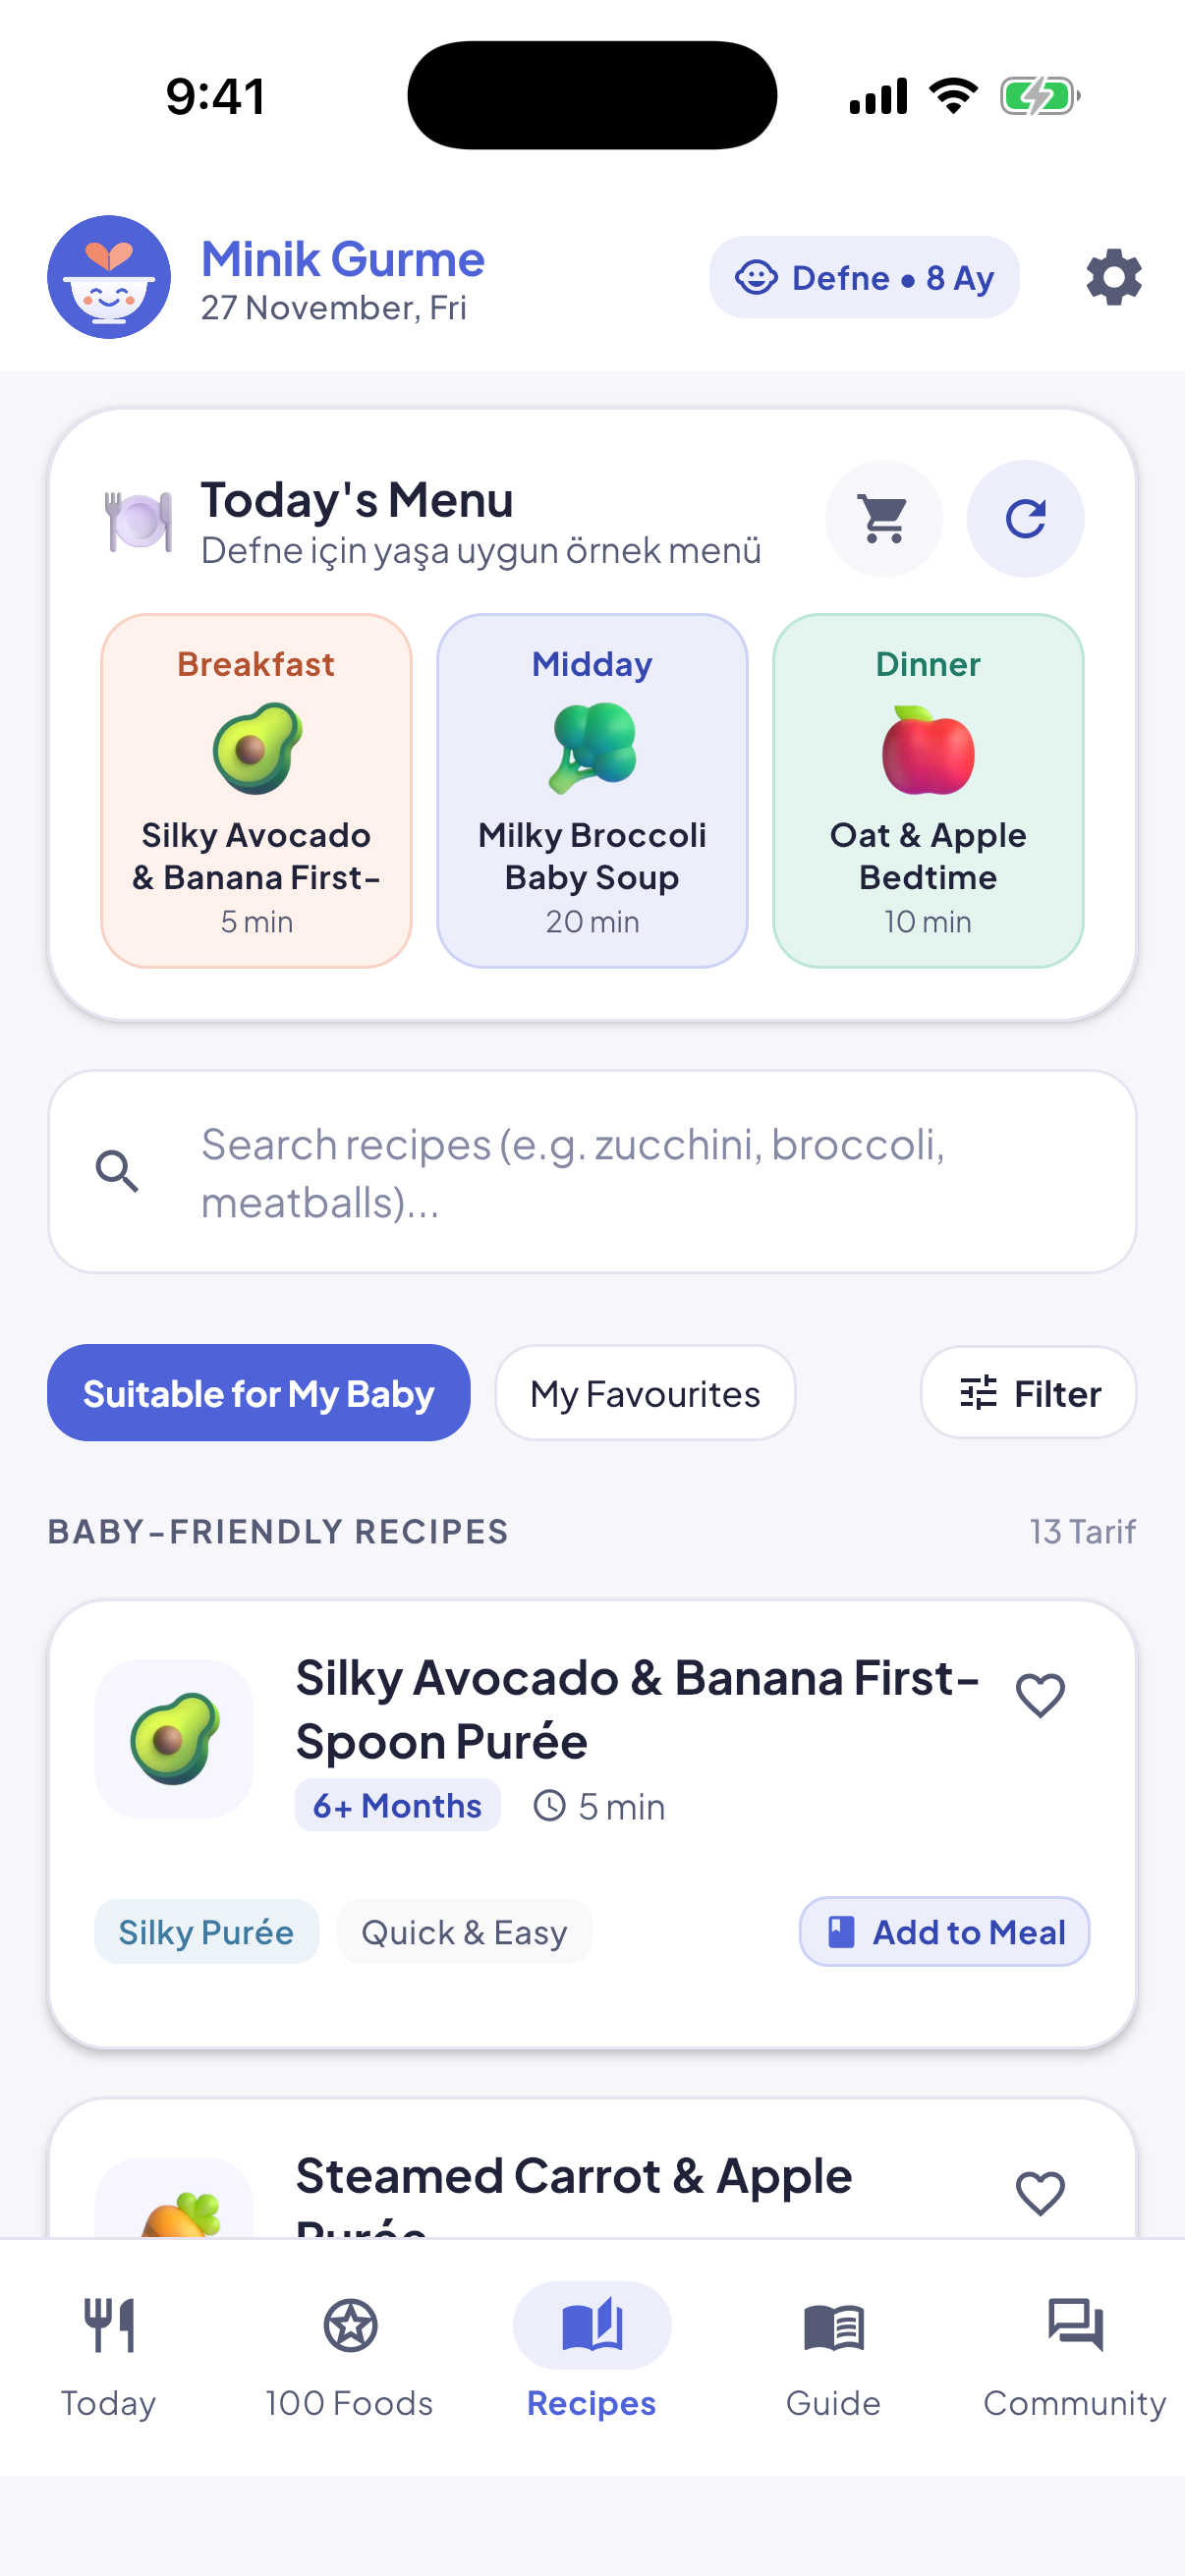 9:41
Minik Gurme
27 November, Fri
Defne • 8 Ay
Today's Menu
Defne için yaşa uygun örnek menü
Breakfast
Silky Avocado
& Banana First-
5 min
Midday
Milky Broccoli
Baby Soup
20 min
Dinner
Oat & Apple
Bedtime
10 min
Search recipes (e.g. zucchini, broccoli,
meatballs)...
Suitable for My Baby
My Favourites
Filter
BABY-FRIENDLY RECIPES
13 Tarif
Silky Avocado & Banana First-
Spoon Purée
6+ Months
5 min
Silky Purée
Quick & Easy
Add to Meal
Steamed Carrot & Apple
Purée
Today
100 Foods
Recipes
Guide
Community